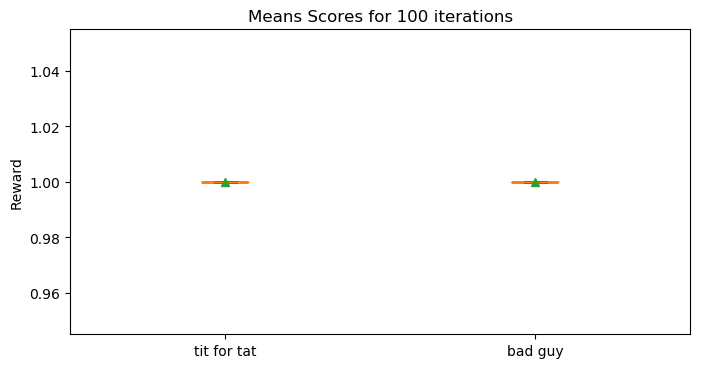 Means Scores for 100 iterations
1.04
1.02
1.00
0.98
0.96
Reward
tit for tat
bad guy